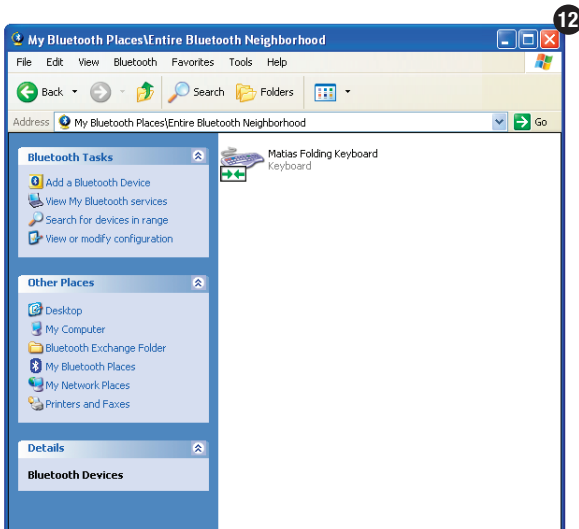 12
My Bluetooth Places\Entire Bluetooth Neighborhood
File Edit View Bluetooth Favorites Tools Help
Back Search Folders
Address My Bluetooth Places\Entire Bluetooth Neighborhood Go
Bluetooth Tasks
Add a Bluetooth Device
View My Bluetooth services
Search for devices in range
View or modify configuration
Other Places
Desktop
My Computer
Bluetooth Exchange Folder
My Bluetooth Places
My Network Places
Printers and Faxes
Details
Bluetooth Devices
Matias Folding Keyboard
Keyboard